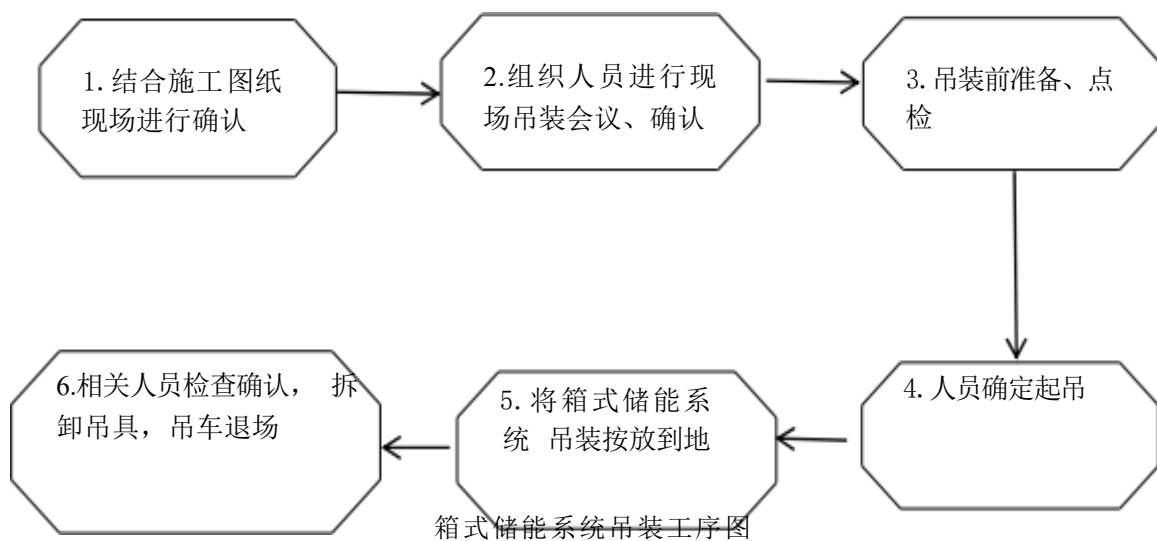 1. 结合施工图纸
现场进行确认
2.组织人员进行现
场吊装会议、确认
3. 吊装前准备、点
检
4. 人员确定起吊
5. 将箱式储能系
统 吊装按放到地
6.相关人员检查确认， 拆
卸吊具，吊车退场
箱式储能系统吊装工序图